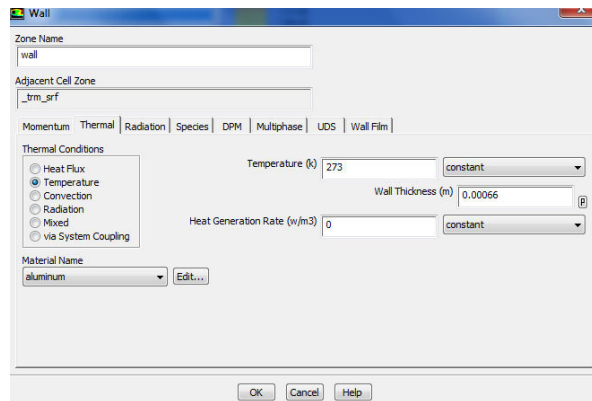 Wall
Zone Name
wall
Adjacent Cell Zone
_trm_srf
Momentum Thermal Radiation Species DPM Multiphase UDS Wall Film
Thermal Conditions
Heat Flux
Temperature
Convection
Radiation
Mixed
via System Coupling
Temperature (k) 273 constant
Wall Thickness (m) 0.00066 P
Heat Generation Rate (w/m3) 0 constant
Material Name
aluminum Edit...
OK Cancel Help